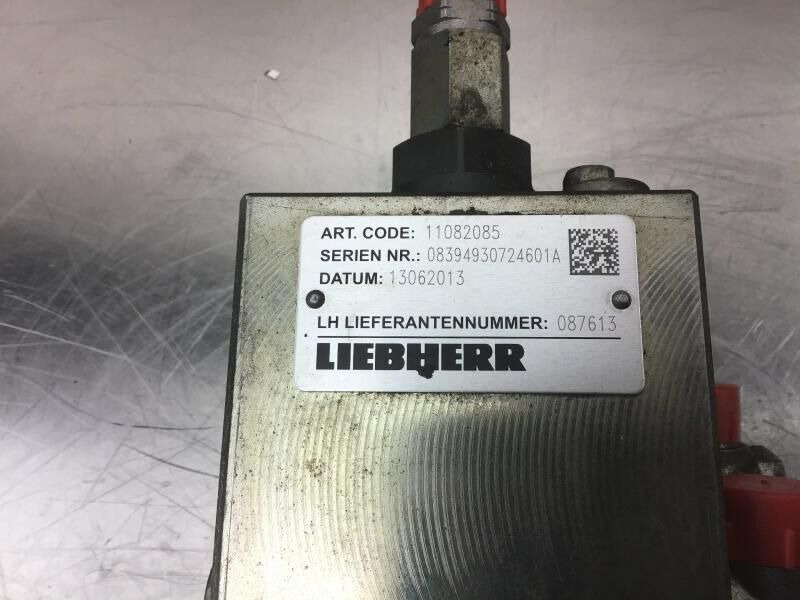 ART. CODE: 11082085
SERIEN NR.: 08394930724601A
DATUM: 13062013
LH LIEFERANTENNUMMER: 087613
LIEBHERR